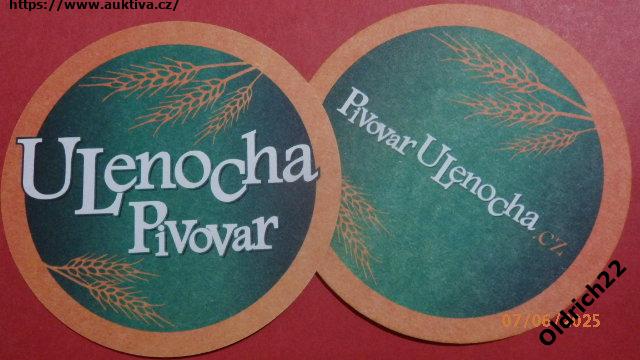 https://www.auktiva.cz/
ULenocha
Pivovar
Pivovar ULenocha.cz
07/06/2025
Oldrich22